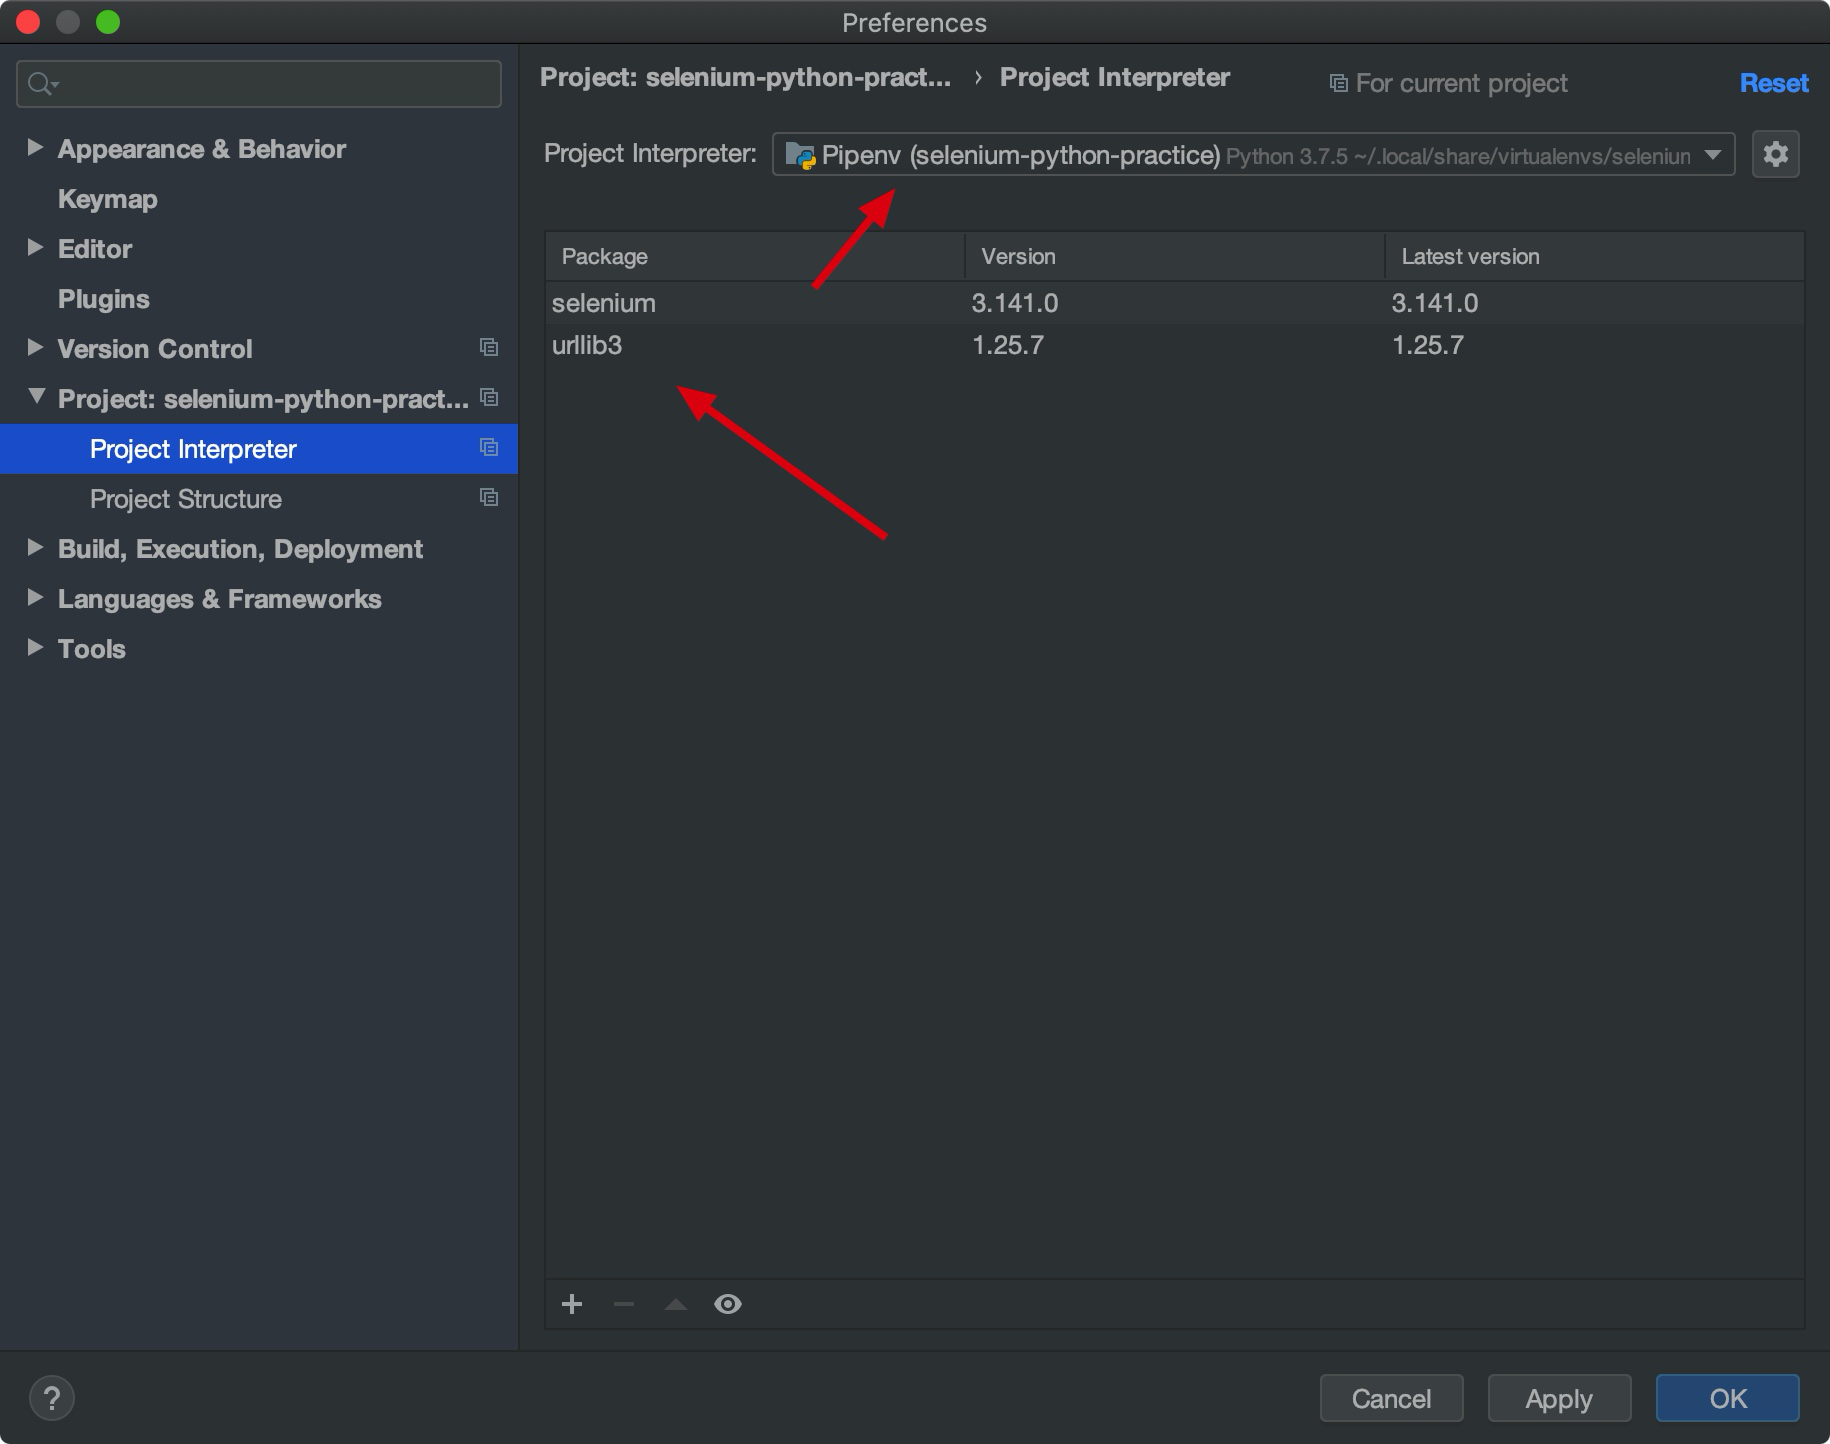 Preferences
Appearance & Behavior
Keymap
Editor
Plugins
Version Control
Project: selenium-python-pract...
Project Interpreter
Project Structure
Build, Execution, Deployment
Languages & Frameworks
Tools
Project: selenium-python-pract... › Project Interpreter
For current project
Reset
Project Interpreter: Pipenv (selenium-python-practice) Python 3.7.5 ~/.local/share/virtualenvs/seleniun
Package Version Latest version
selenium 3.141.0 3.141.0
urllib3 1.25.7 1.25.7
?
Cancel Apply OK